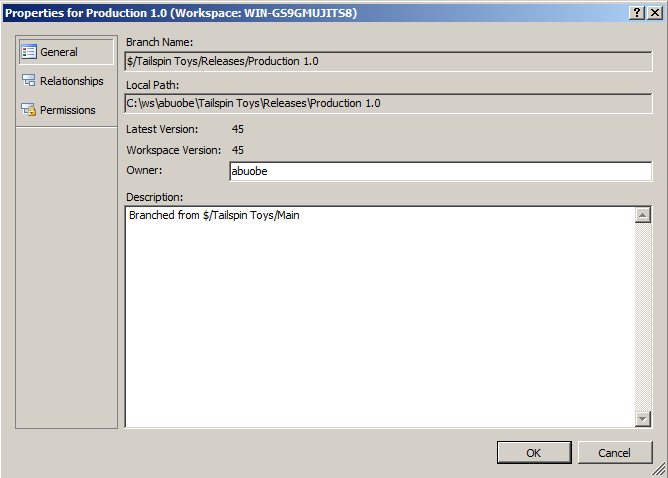 Properties for Production 1.0 (Workspace: WIN-GS9GMUJITS8)
General
Relationships
Permissions
Branch Name:
$/Tailspin Toys/Releases/Production 1.0
Local Path:
C:\ws\abuobe\Tailspin Toys\Releases\Production 1.0
Latest Version: 45
Workspace Version: 45
Owner: abuobe
Description:
Branched from $/Tailspin Toys/Main
OK Cancel